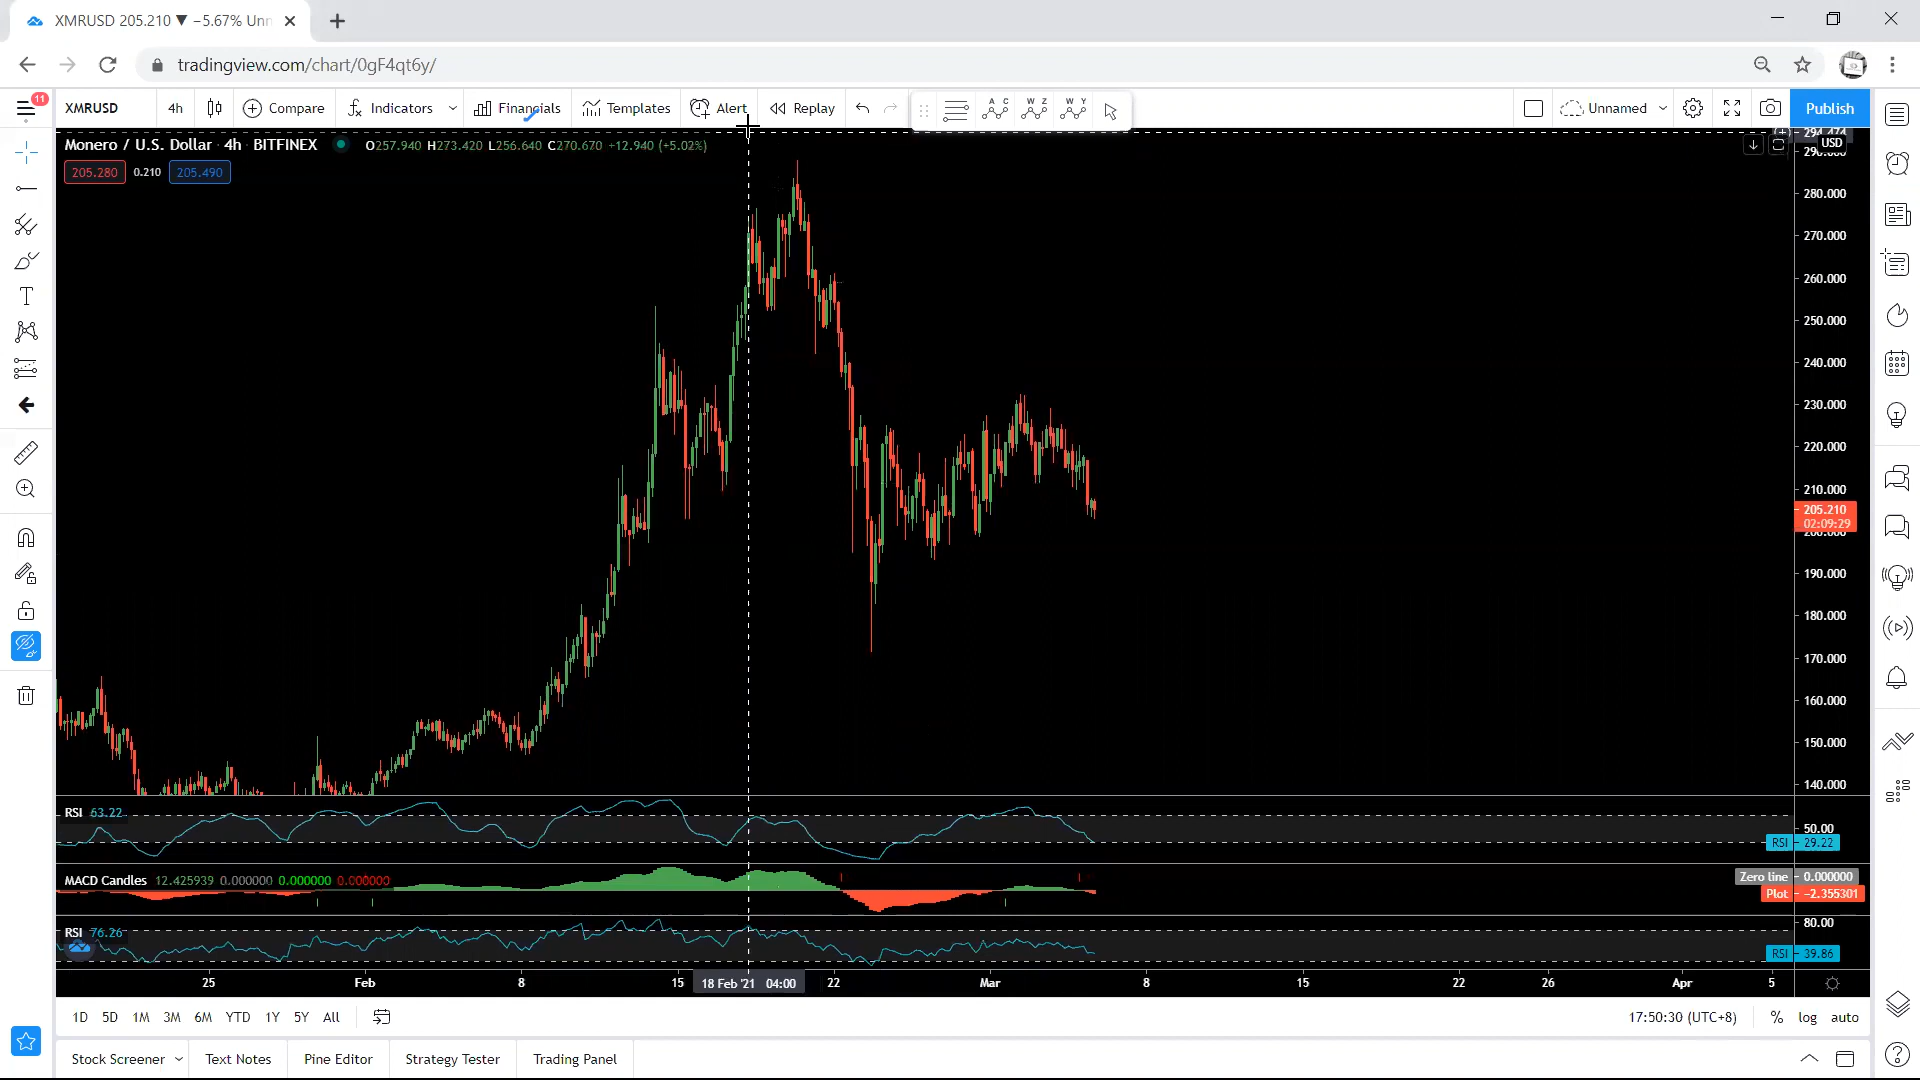 XMRUSD 205.210 ▼ −5.67% Unn
tradingview.com/chart/0gF4qt6y/
11
XMRUSD 4h Compare Indicators Financials Templates Alert Replay A C W Z W Y Unnamed Publish
Monero / U.S. Dollar · 4h · BITFINEX O257.940 H273.420 L256.640 C270.670 +12.940 (+5.02%)
205.280 0.210 205.490
294.474
USD
280.000
270.000
260.000
250.000
240.000
230.000
220.000
210.000
205.210
02:09:29
200.000
190.000
180.000
170.000
160.000
150.000
140.000
RSI 63.22
50.00
RSI 29.22
MACD Candles 12.425939 0.000000 0.000000 0.000000
Zero line 0.000000
Plot −2.355301
80.00
RSI 76.26
RSI 39.86
25 Feb 8 15 18 Feb '21 04:00 22 Mar 8 15 22 26 Apr 5
1D 5D 1M 3M 6M YTD 1Y 5Y All 17:50:30 (UTC+8) % log auto
Stock Screener Text Notes Pine Editor Strategy Tester Trading Panel